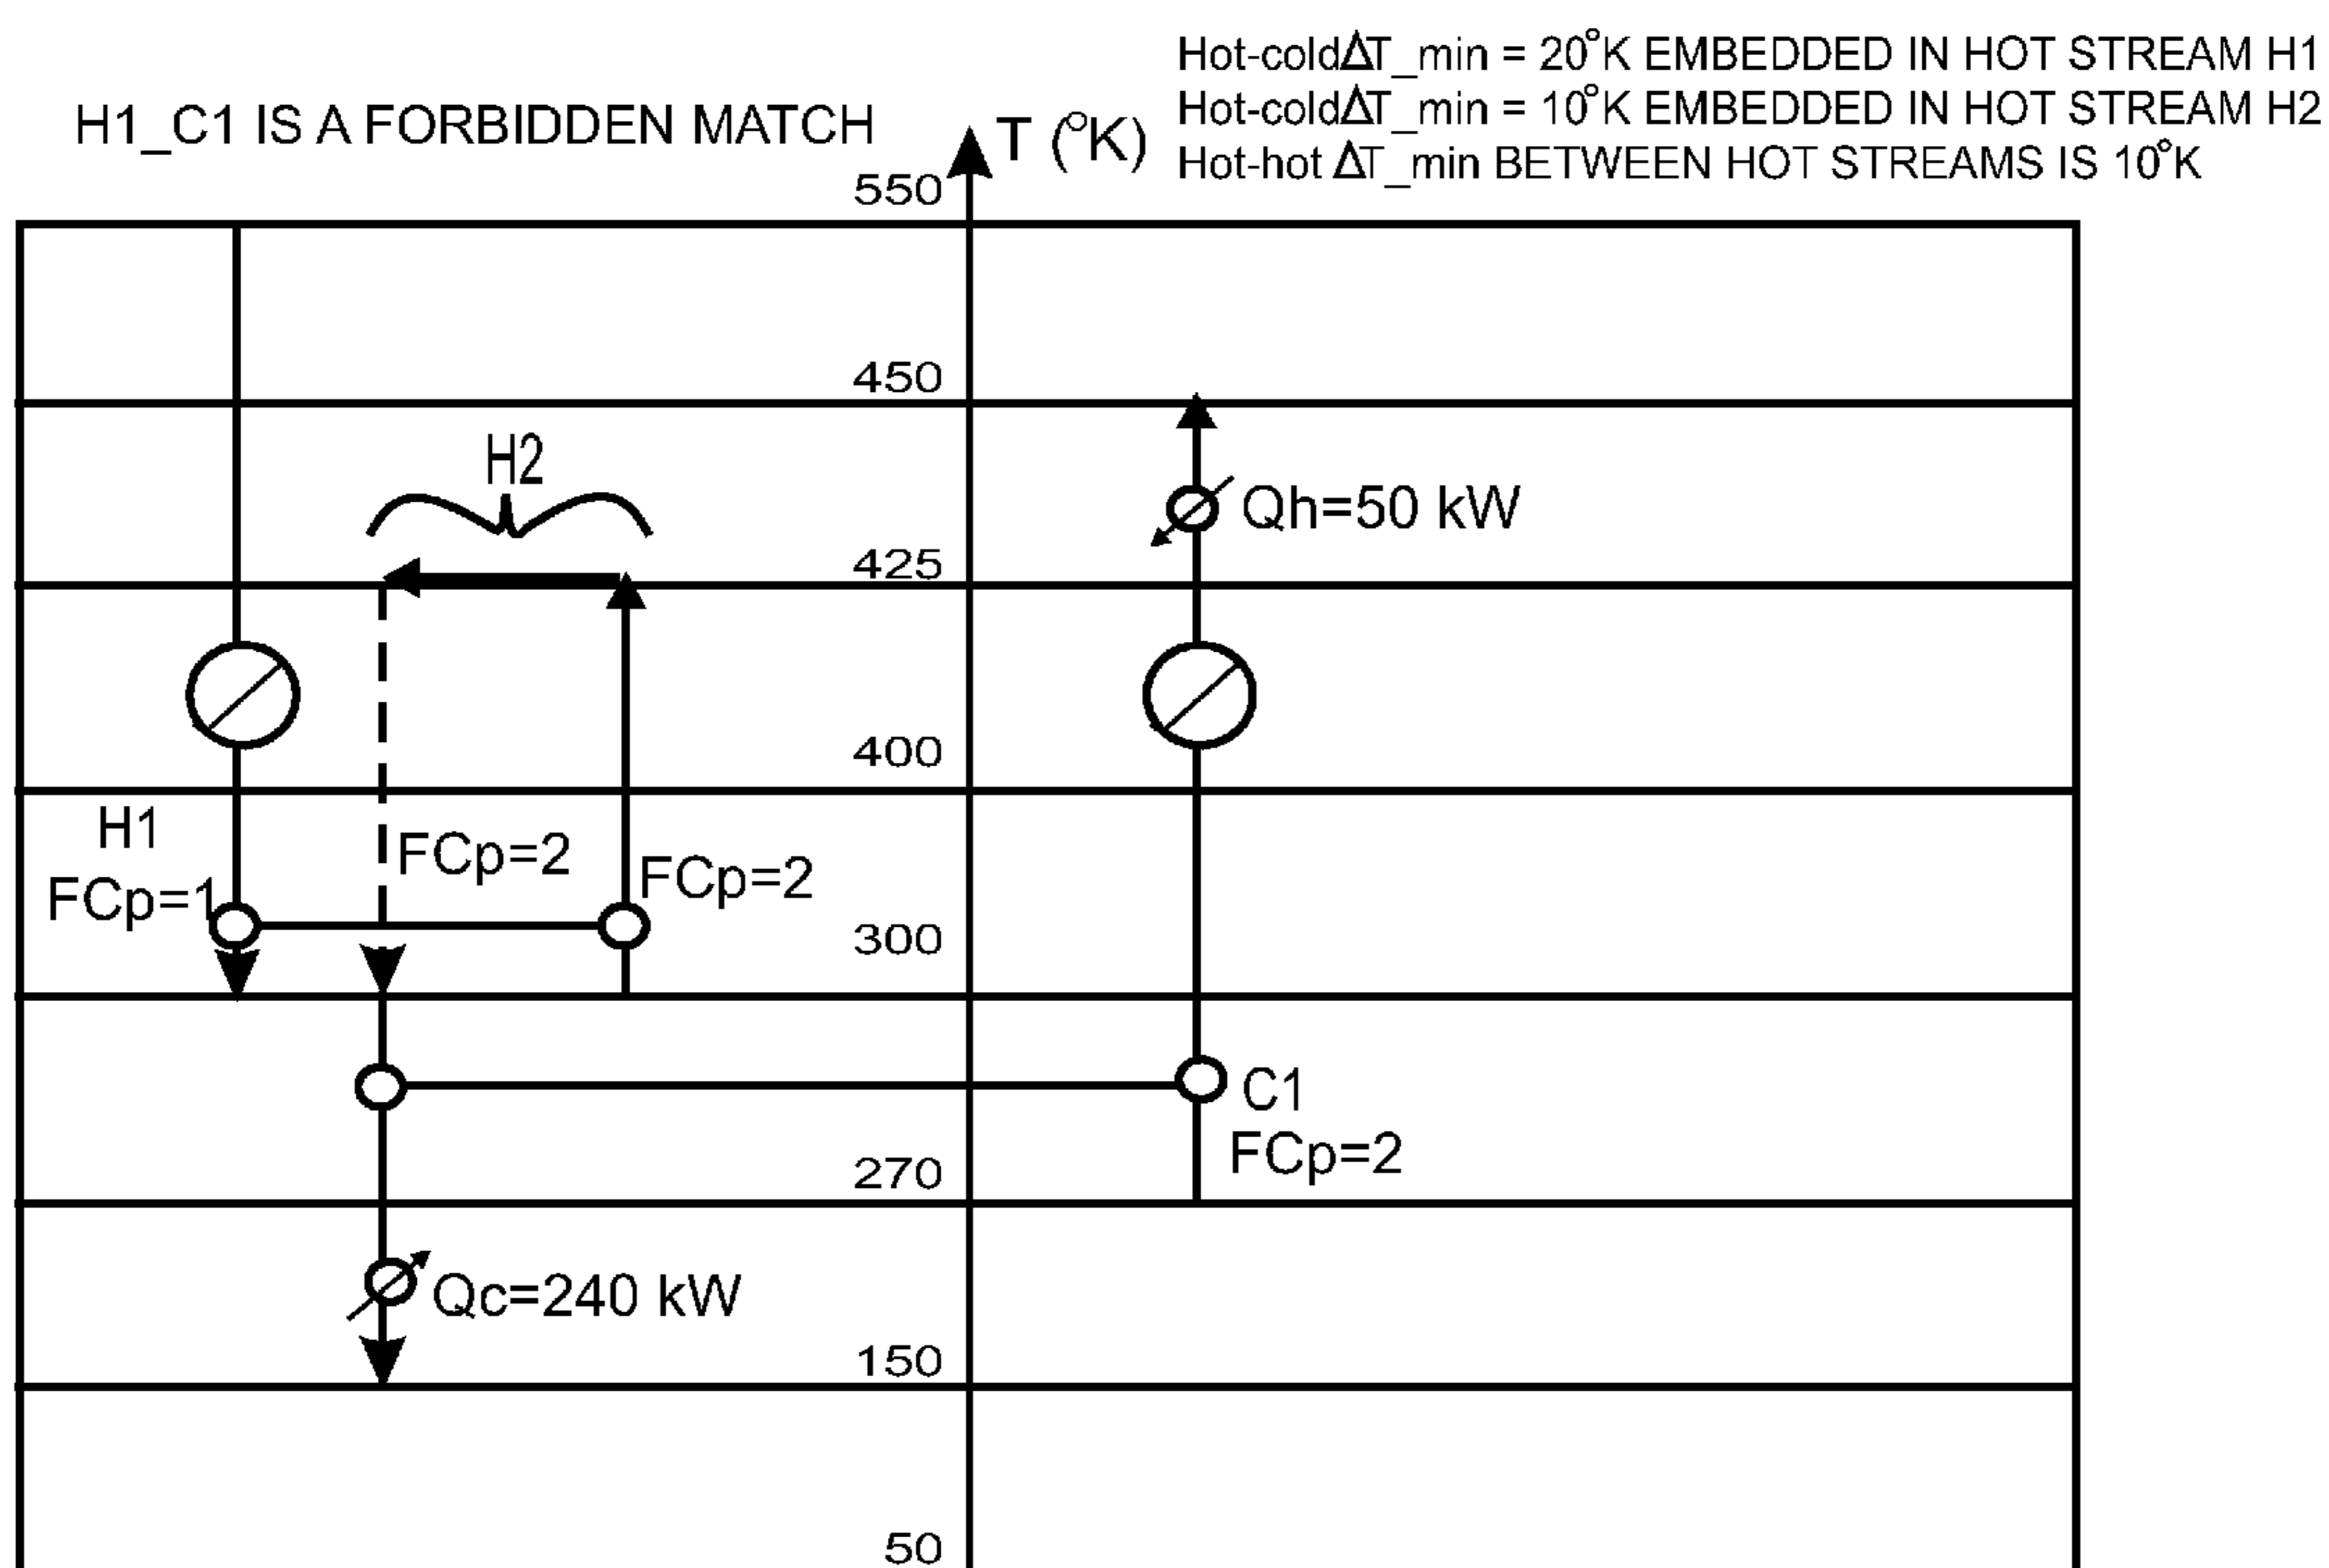 Hot-coldΔT_min = 20°K EMBEDDED IN HOT STREAM H1
Hot-coldΔT_min = 10°K EMBEDDED IN HOT STREAM H2
Hot-hot ΔT_min BETWEEN HOT STREAMS IS 10°K
H1_C1 IS A FORBIDDEN MATCH
T (°K)
550
450
H2
Qh=50 kW
425
400
H1
FCp=1
FCp=2
FCp=2
300
C1
FCp=2
270
Qc=240 kW
150
50